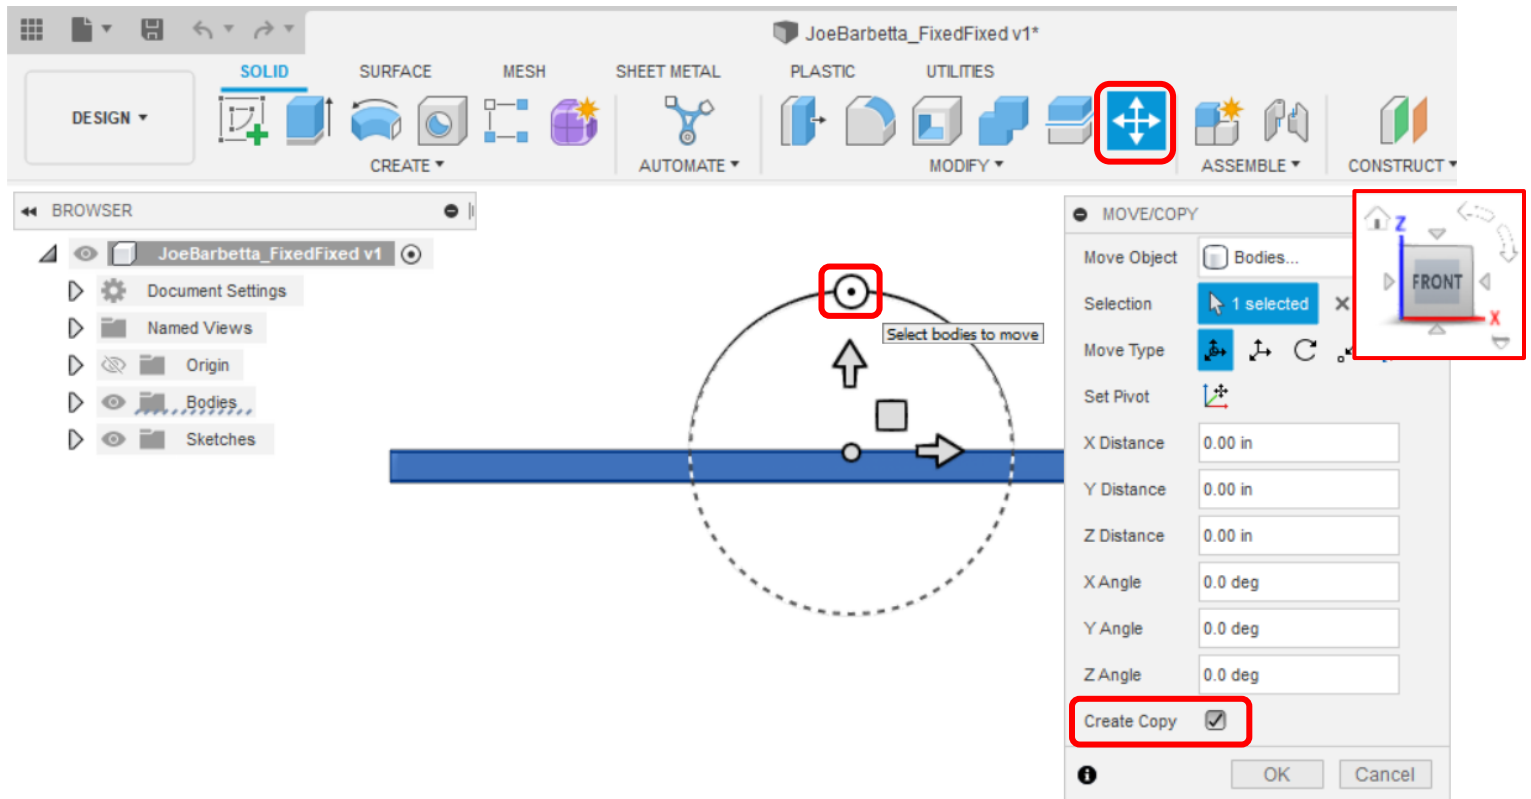 JoeBarbetta_FixedFixed v1*
SOLID SURFACE MESH SHEET METAL PLASTIC UTILITIES
DESIGN
CREATE AUTOMATE MODIFY ASSEMBLE CONSTRUCT
BROWSER
JoeBarbetta_FixedFixed v1
Document Settings
Named Views
Origin
Bodies
Sketches
Select bodies to move
MOVE/COPY
Move Object Bodies...
Selection 1 selected
Move Type
Set Pivot
X Distance 0.00 in
Y Distance 0.00 in
Z Distance 0.00 in
X Angle 0.0 deg
Y Angle 0.0 deg
Z Angle 0.0 deg
Create Copy
OK Cancel
Z
FRONT
X